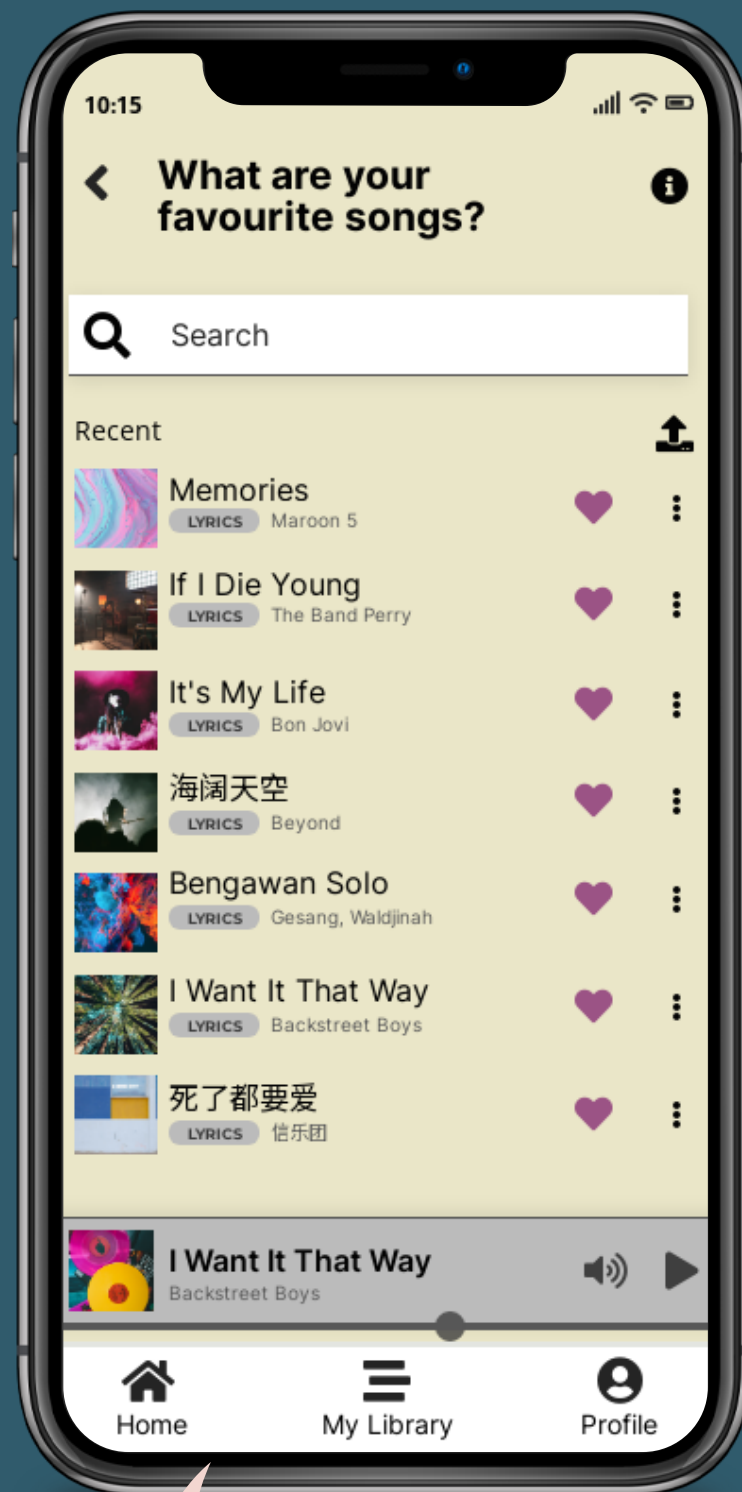 10:15
What are your
favourite songs?
Search
Recent
Memories
LYRICS Maroon 5
If I Die Young
LYRICS The Band Perry
It's My Life
LYRICS Bon Jovi
海阔天空
LYRICS Beyond
Bengawan Solo
LYRICS Gesang, Waldjinah
I Want It That Way
LYRICS Backstreet Boys
死了都要爱
LYRICS 信乐团
I Want It That Way
Backstreet Boys
Home My Library Profile